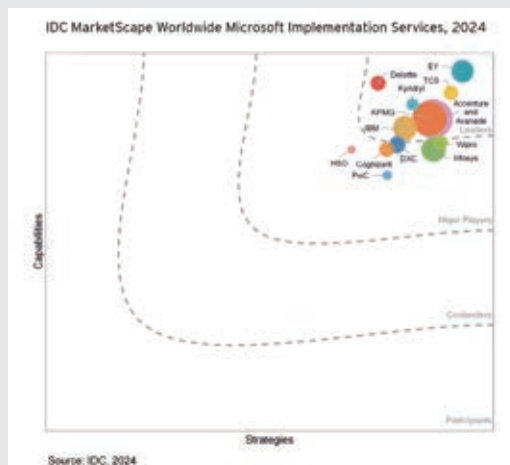 IDC MarketScape Worldwide Microsoft Implementation Services, 2024
EY
Deloitte
TCS
Kyndryl
Accenture
and
Avanade
KPMG
Leaders
IBM
Wipro
HSO
Cognizant
DXC
Infosys
PwC
Major Players
Capabilities
Contenders
Participants
Strategies
Source: IDC, 2024